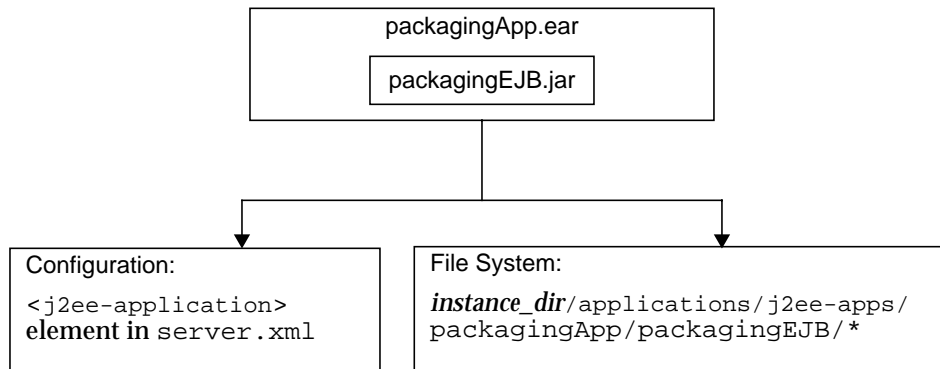 packagingApp.ear
packagingEJB.jar
Configuration:
<j2ee-application>
element in server.xml
File System:
instance_dir/applications/j2ee-apps/
packagingApp/packagingEJB/*